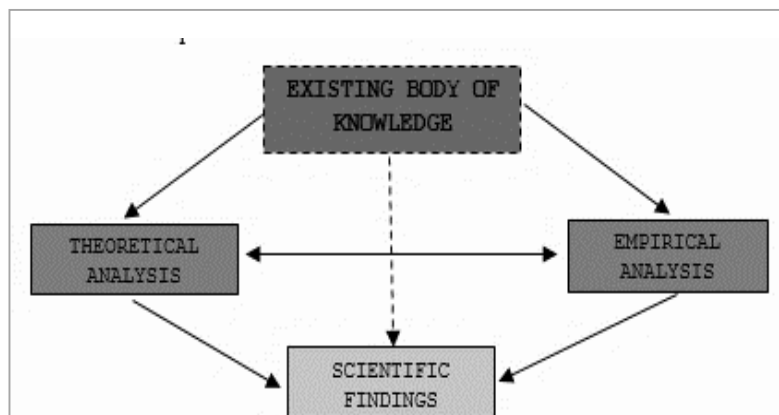 EXISTING BODY OF
KNOWLEDGE
THEORETICAL
ANALYSIS
EMPIRICAL
ANALYSIS
SCIENTIFIC
FINDINGS